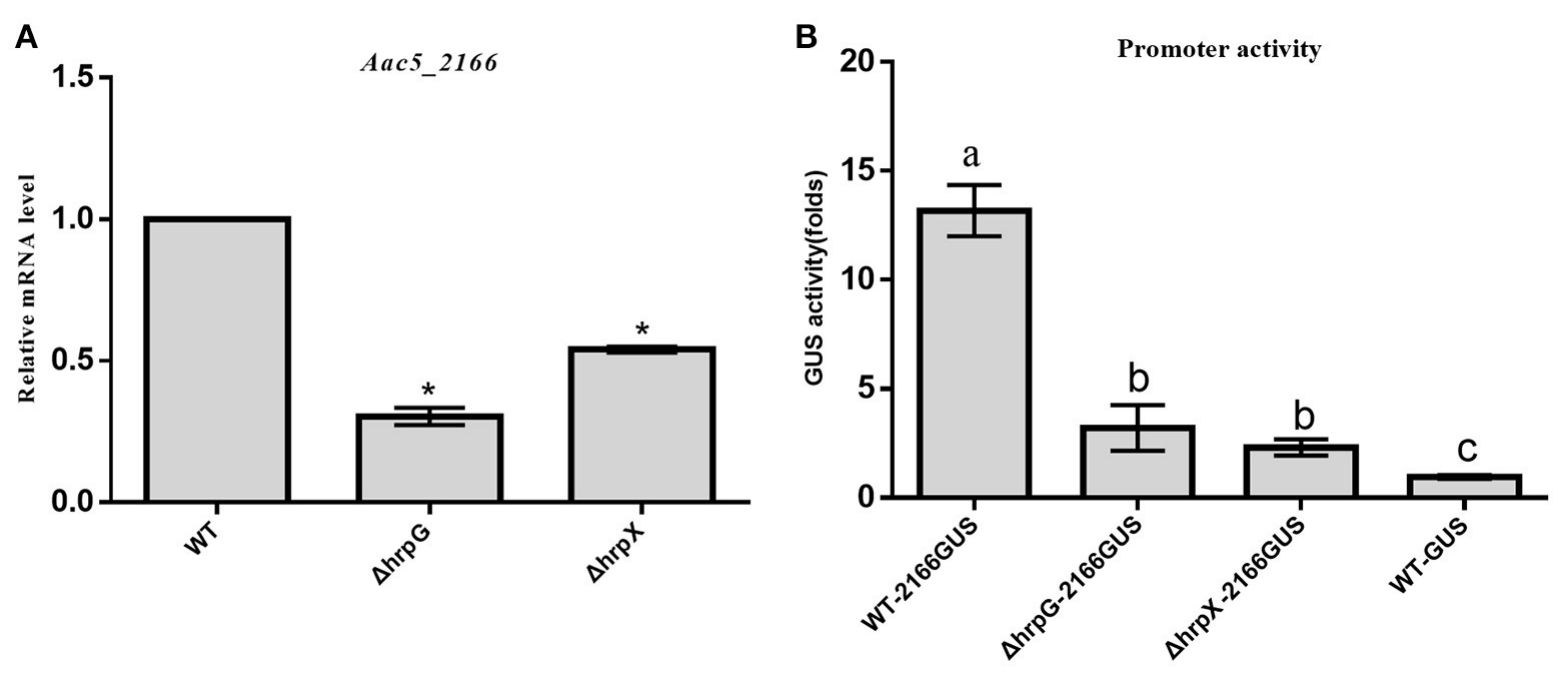 A
Aac5_2166
Relative mRNA level
1.5
1.0
0.5
0.0
*
*
WT
ΔhrpG
ΔhrpX
B
Promoter activity
GUS activity(folds)
20
15
10
5
0
a
b
b
c
WT-2166GUS
ΔhrpG-2166GUS
ΔhrpX-2166GUS
WT-GUS